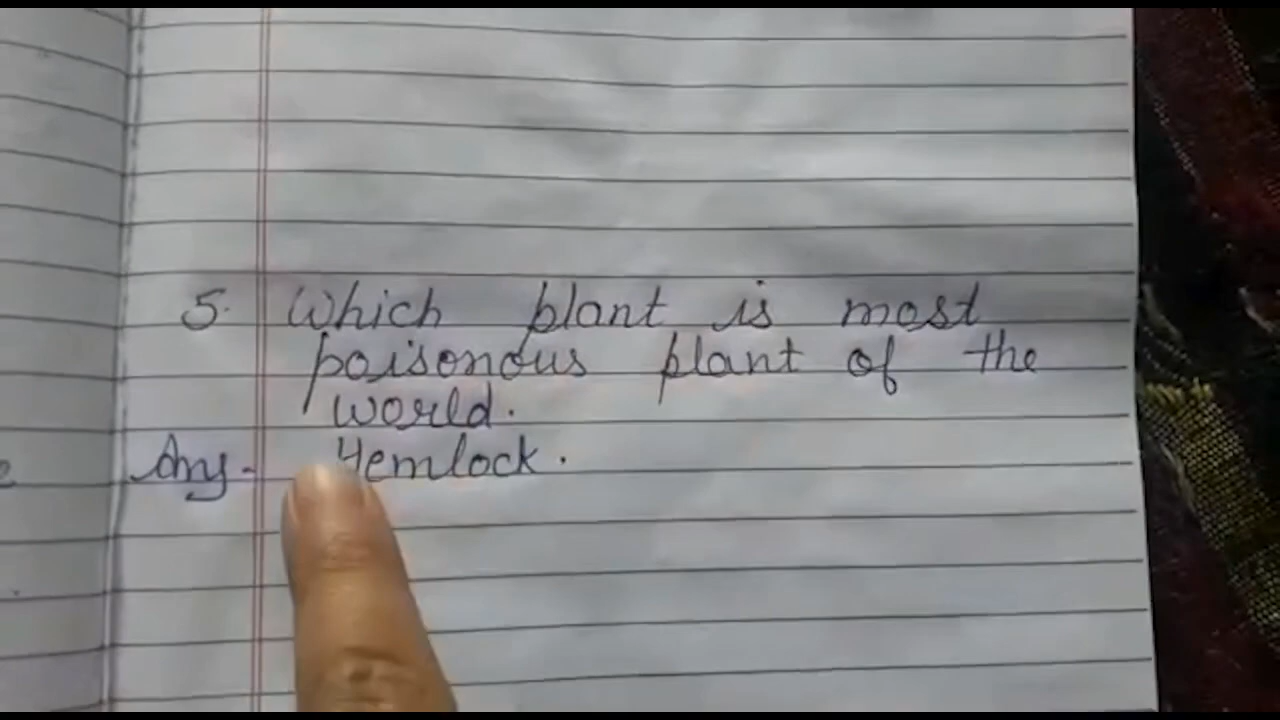 5. Which plant is most
poisonous plant of the
world.
Ans- Hemlock.